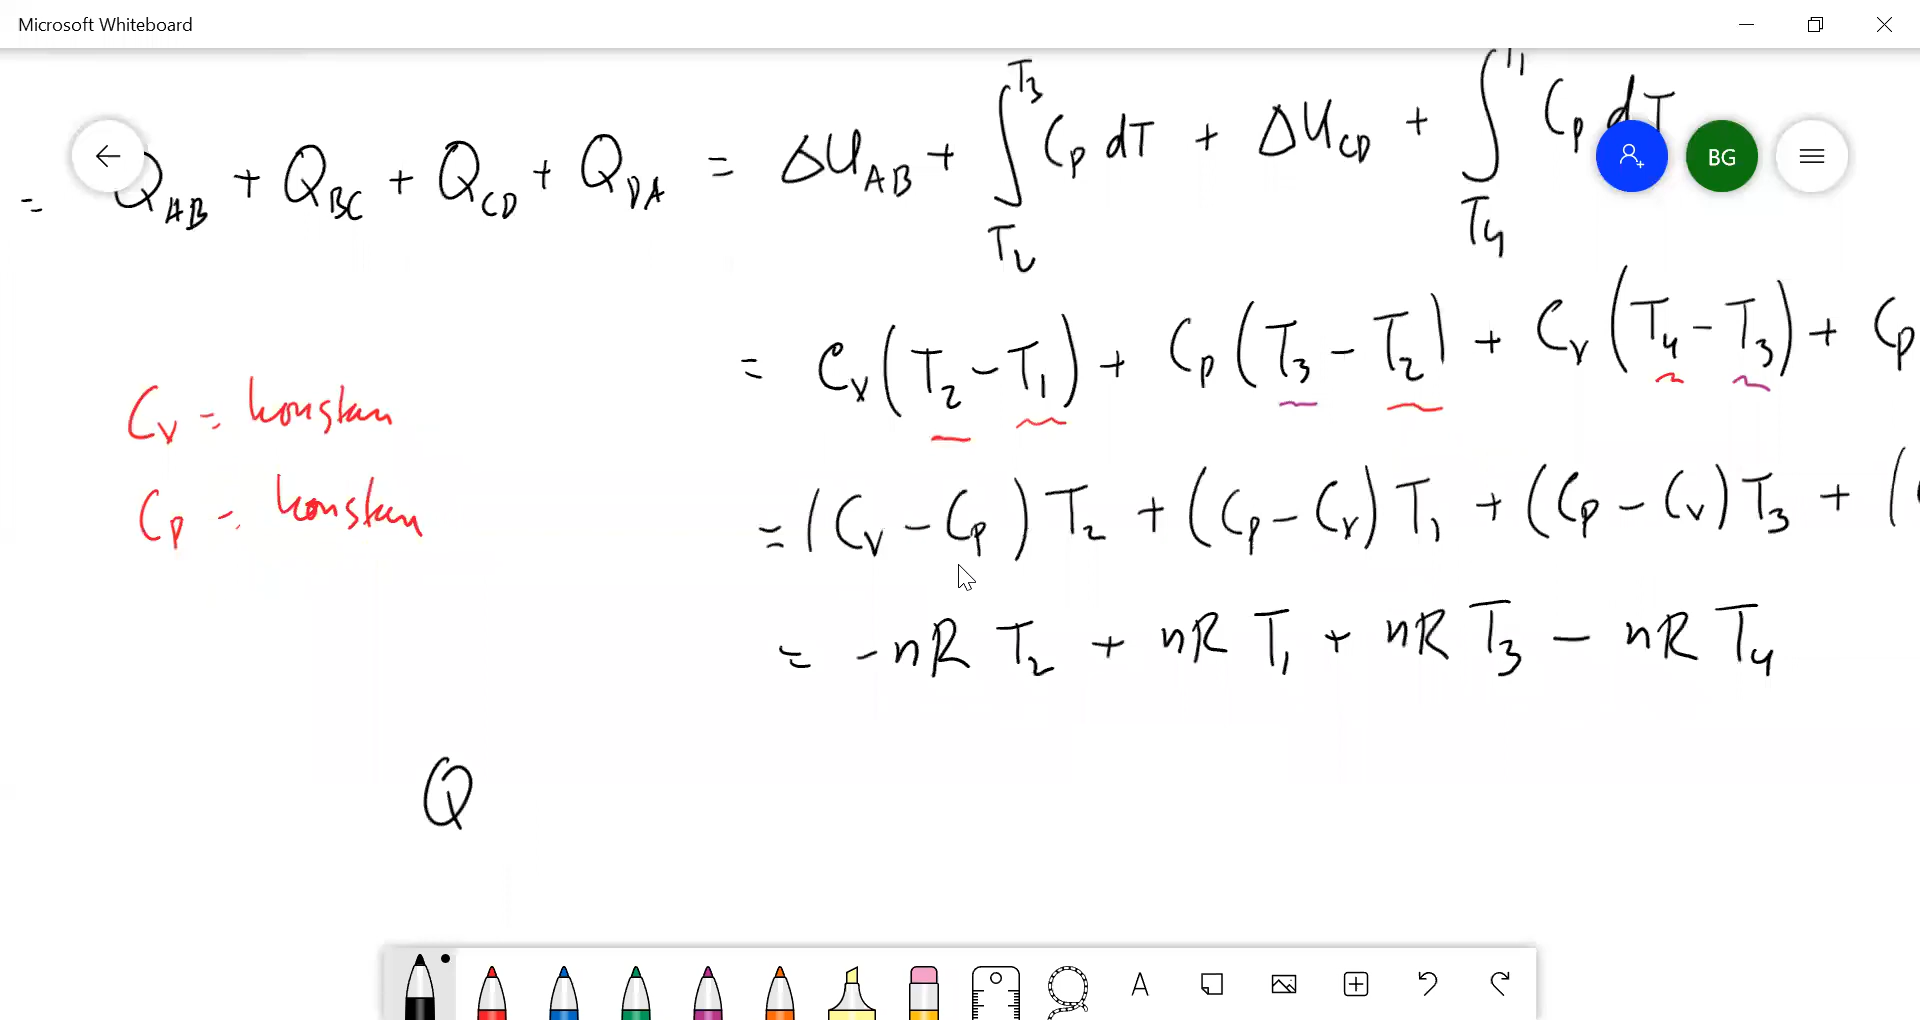 Microsoft Whiteboard
= Q_AB + Q_BC + Q_CD + Q_DA = ΔU_AB + ∫_{T_2}^{T_3} C_p dT + ΔU_CD + ∫_{T_4} C_p dT
BG
= C_v (T_2 - T_1) + C_p (T_3 - T_2) + C_v (T_4 - T_3) + C_p
C_v = konstan
C_p = konstan
= (C_v - C_p) T_2 + (C_p - C_v) T_1 + (C_p - C_v) T_3 + (
= -nR T_2 + nR T_1 + nR T_3 - nR T_4
Q
A